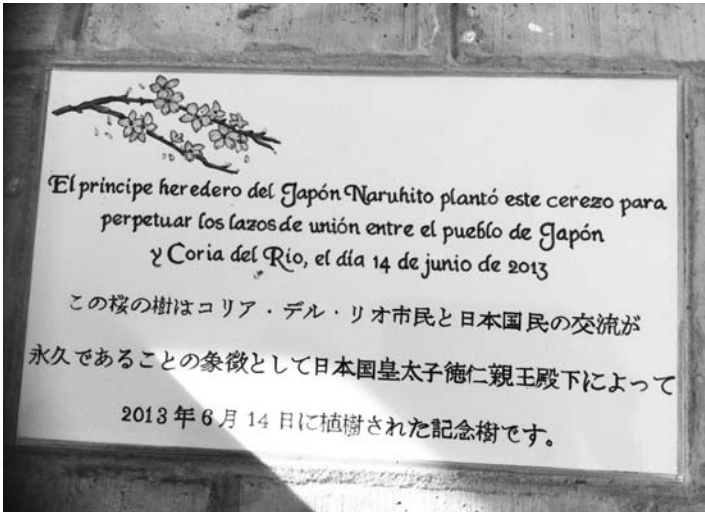 El príncipe heredero del Japón Naruhito plantó este cerezo para
perpetuar los lazos de unión entre el pueblo de Japón
y Coria del Río, el día 14 de junio de 2013
この桜の樹はコリア・デル・リオ市民と日本国民の交流が
永久であることの象徴として日本国皇太子徳仁親王殿下によって
2013年6月14日に植樹された記念樹です。